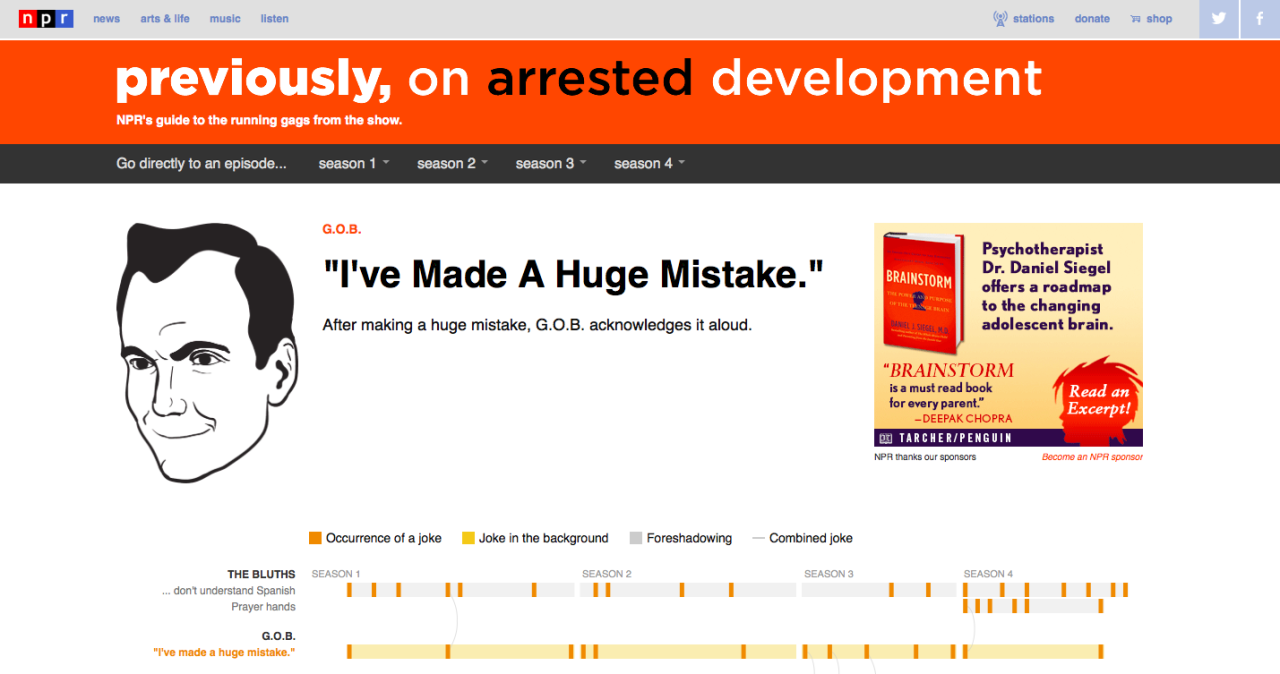 npr news arts & life music listen stations donate shop
previously, on arrested development
NPR's guide to the running gags from the show.
Go directly to an episode... season 1 season 2 season 3 season 4
G.O.B.
"I've Made A Huge Mistake."
After making a huge mistake, G.O.B. acknowledges it aloud.
BRAINSTORM
DANIEL J. SIEGEL, M.D.
Psychotherapist
Dr. Daniel Siegel
offers a roadmap
to the changing
adolescent brain.
"BRAINSTORM
is a must read book
for every parent."
—DEEPAK CHOPRA
Read an
Excerpt!
TARCHER/PENGUIN
NPR thanks our sponsors Become an NPR sponsor
Occurrence of a joke Joke in the background Foreshadowing Combined joke
THE BLUTHS SEASON 1 SEASON 2 SEASON 3 SEASON 4
... don't understand Spanish
Prayer hands
G.O.B.
"I've made a huge mistake."